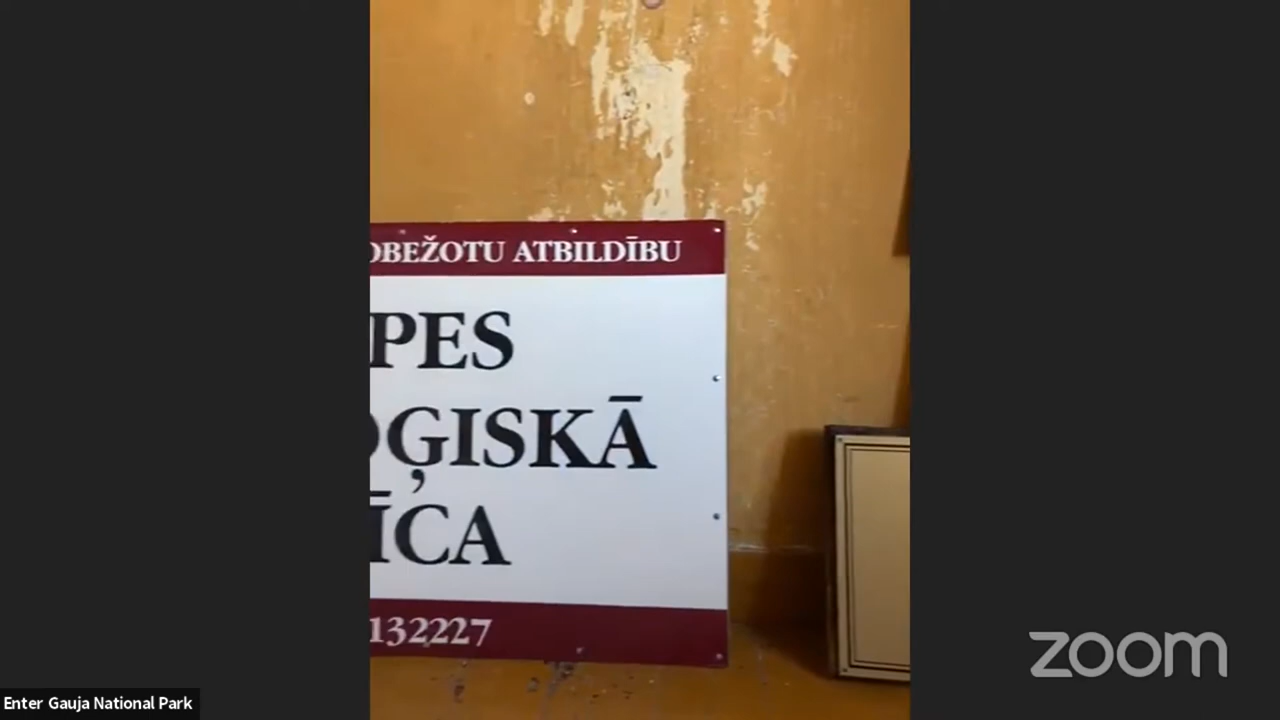 OBEŽOTU ATBILDĪBU
PES
OĢISKĀ
ĪCA
132227
zoom
Enter Gauja National Park